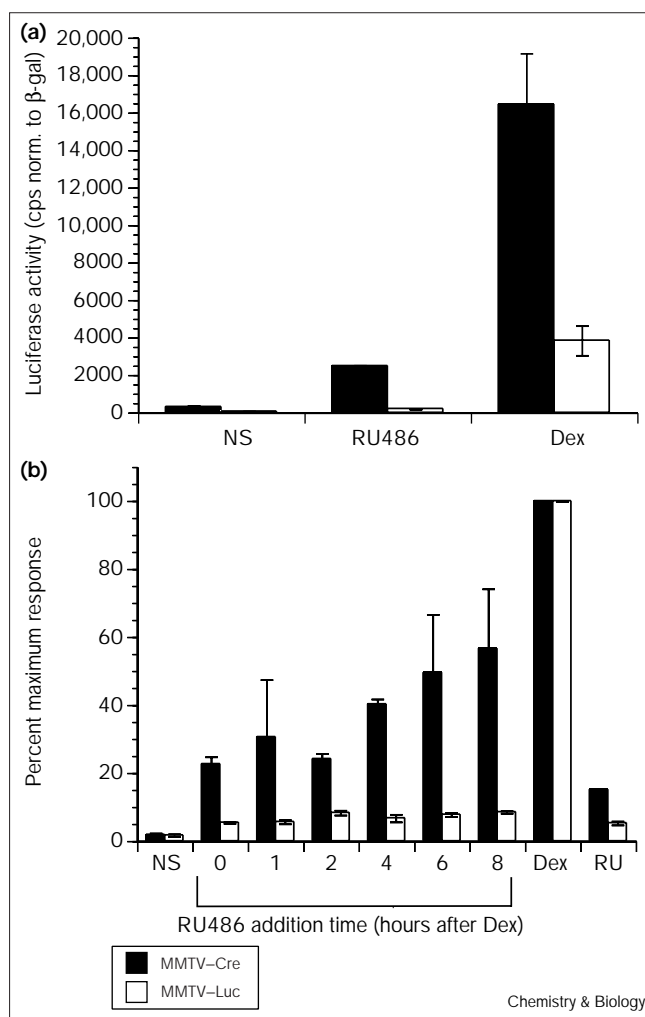 (a)
Luciferase activity (cps norm. to β-gal)
20,000
18,000
16,000
14,000
12,000
10,000
8000
6000
4000
2000
0
NS RU486 Dex
(b)
Percent maximum response
100
80
60
40
20
0
NS 0 1 2 4 6 8 Dex RU
RU486 addition time (hours after Dex)
MMTV–Cre
MMTV–Luc
Chemistry & Biology